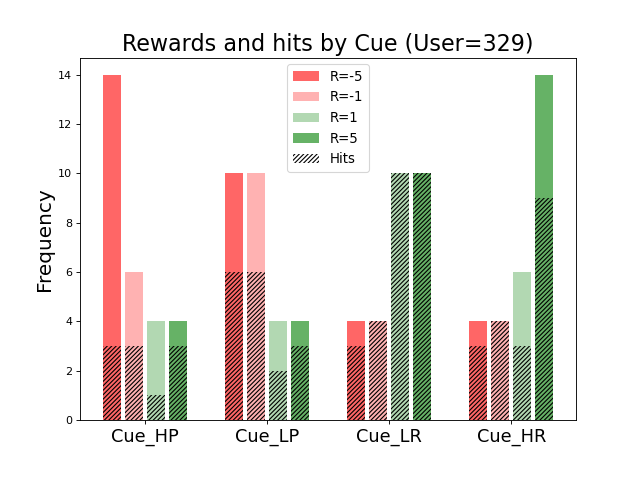 Rewards and hits by Cue (User=329)
R=-5
R=-1
R=1
R=5
Hits
Frequency
14
12
10
8
6
4
2
0
Cue_HP
Cue_LP
Cue_LR
Cue_HR